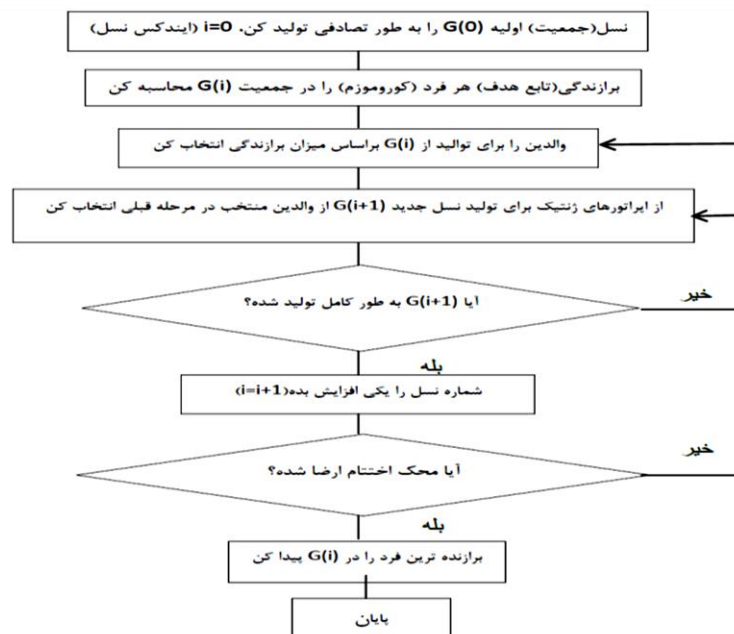 نسل(جمعیت) اولیه G(0) را به طور تصادفی تولید کن. i=0 (ایندکس نسل)
برازندگی(تابع هدف) هر فرد (کوروموزم) را در جمعیت G(i) محاسبه کن
والدین را برای توالید از G(i) براساس میزان برازندگی انتخاب کن
از اپراتورهای ژنتیک برای تولید نسل جدید G(i+1) از والدین منتخب در مرحله قبلی انتخاب کن
آیا G(i+1) به طور کامل تولید شده؟
خیر
بله
شماره نسل را یکی افزایش بده(i=i+1)
آیا محک اختتام ارضا شده؟
خیر
بله
برازنده ترین فرد را در G(i) پیدا کن
پایان